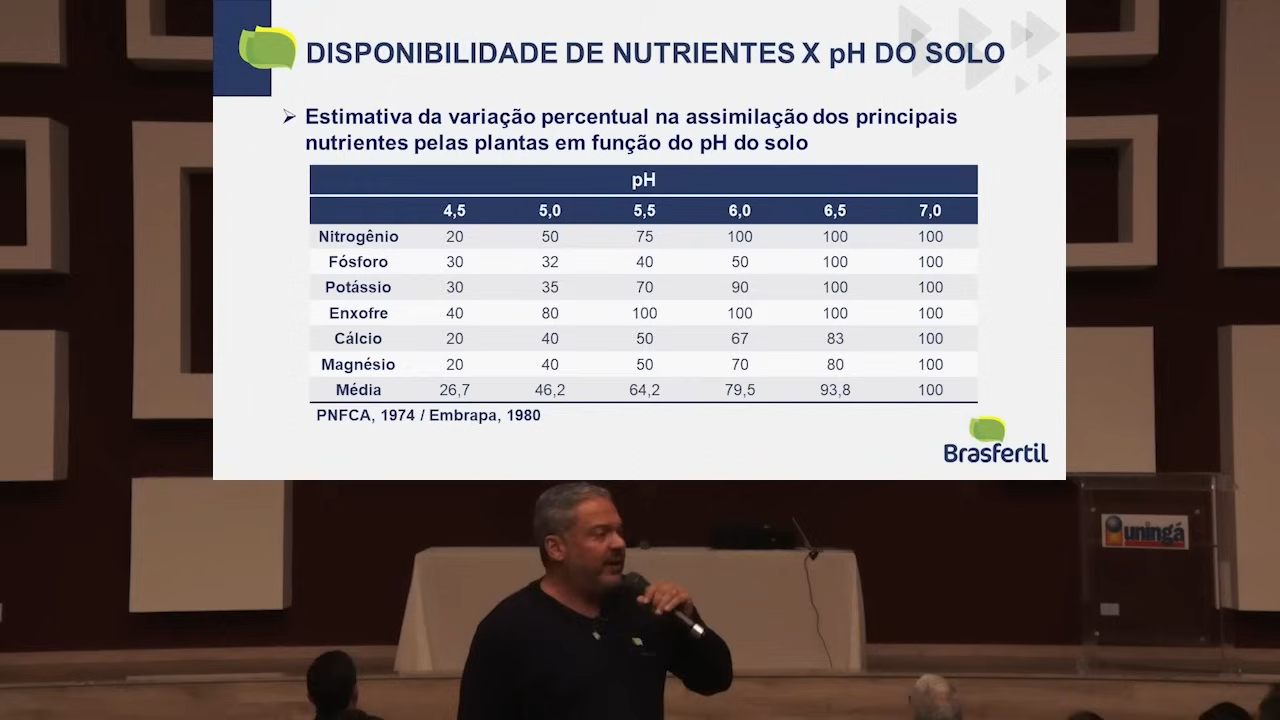 DISPONIBILIDADE DE NUTRIENTES X pH DO SOLO
Estimativa da variação percentual na assimilação dos principais
nutrientes pelas plantas em função do pH do solo
pH
4,5 5,0 5,5 6,0 6,5 7,0
Nitrogênio 20 50 75 100 100 100
Fósforo 30 32 40 50 100 100
Potássio 30 35 70 90 100 100
Enxofre 40 80 100 100 100 100
Cálcio 20 40 50 67 83 100
Magnésio 20 40 50 70 80 100
Média 26,7 46,2 64,2 79,5 93,8 100
PNFCA, 1974 / Embrapa, 1980
Brasfertil
uningá